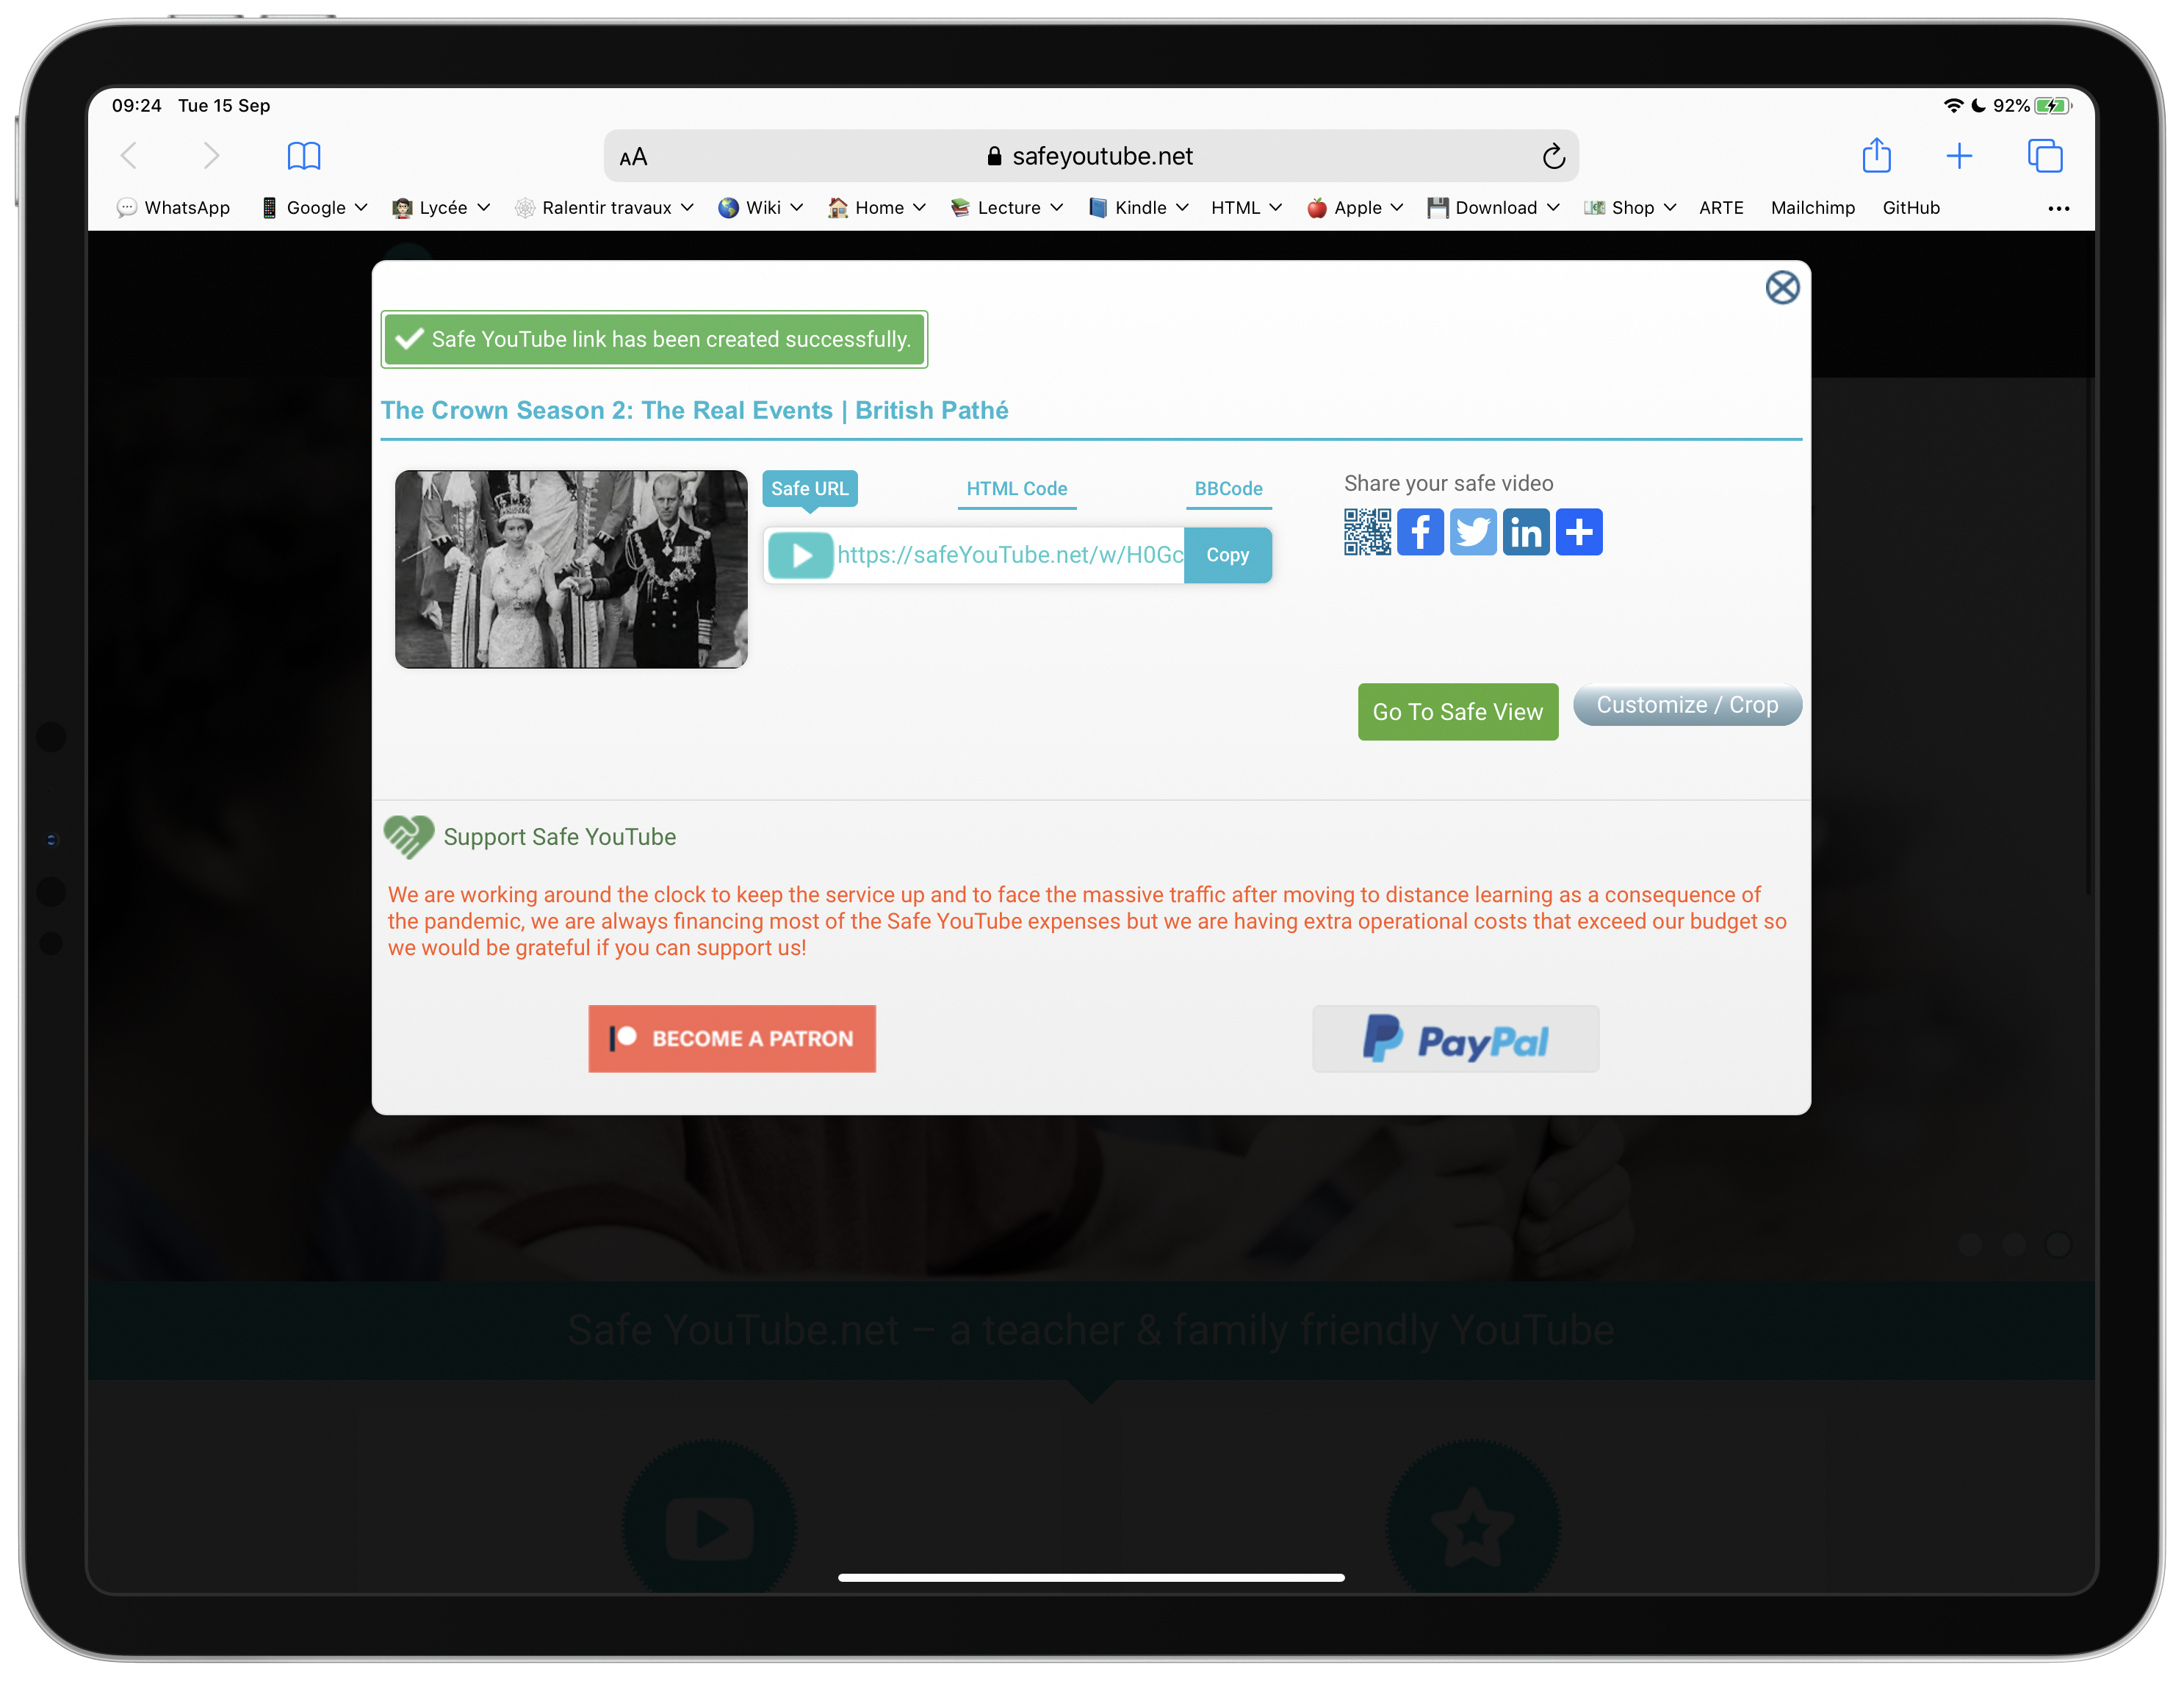 09:24 Tue 15 Sep
92%
AA safeyoutube.net
WhatsApp Google Lycée Ralentir travaux Wiki Home Lecture Kindle HTML Apple Download Shop ARTE Mailchimp GitHub
Safe YouTube link has been created successfully.
The Crown Season 2: The Real Events | British Pathé
Safe URL HTML Code BBCode
https://safeYouTube.net/w/H0Gc Copy
Share your safe video
Go To Safe View Customize / Crop
Support Safe YouTube
We are working around the clock to keep the service up and to face the massive traffic after moving to distance learning as a consequence of
the pandemic, we are always financing most of the Safe YouTube expenses but we are having extra operational costs that exceed our budget so
we would be grateful if you can support us!
BECOME A PATRON
PayPal
Safe YouTube.net – a teacher & family friendly YouTube